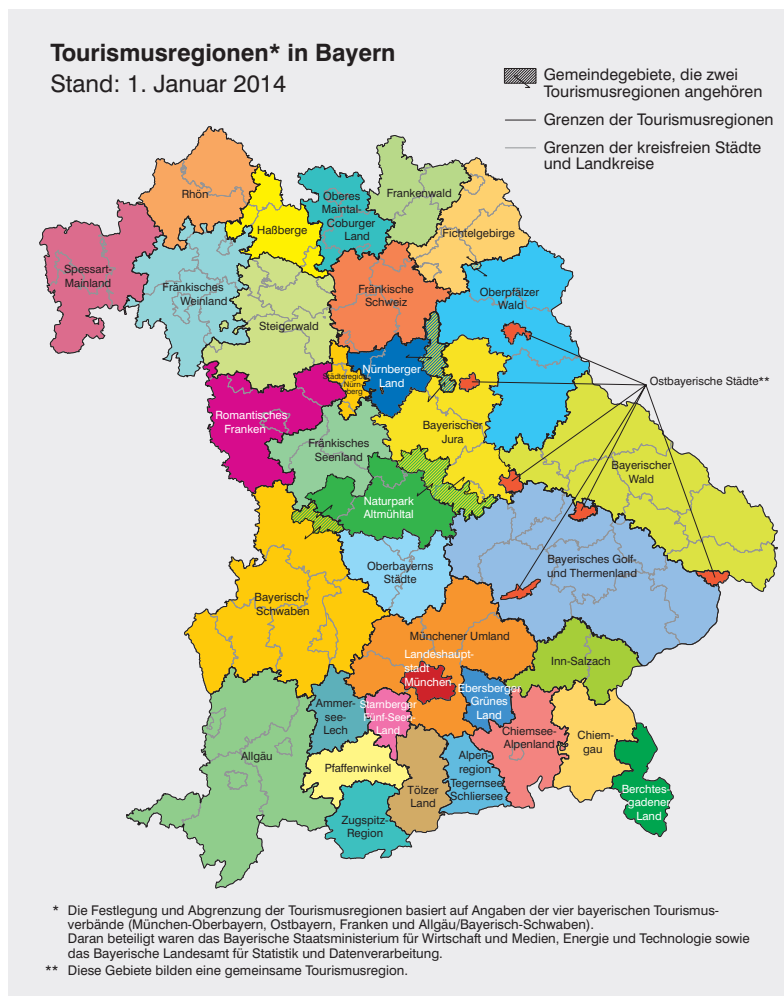 Tourismusregionen* in Bayern
Stand: 1. Januar 2014
Gemeindegebiete, die zwei
Tourismusregionen angehören
Grenzen der Tourismusregionen
Grenzen der kreisfreien Städte
und Landkreise
Rhön
Haßberge
Oberes
Maintal-
Coburger
Land
Frankenwald
Fichtelgebirge
Spessart-
Mainland
Fränkisches
Weinland
Steigerwald
Fränkische
Schweiz
Oberpfälzer
Wald
Städteregion
Nürn-
berg
Nürnberger
Land
Ostbayerische Städte**
Romantisches
Franken
Fränkisches
Seenland
Bayerischer
Jura
Bayerischer
Wald
Naturpark
Altmühltal
Oberbayerns
Städte
Bayerisches Golf-
und Thermenland
Bayerisch-
Schwaben
Münchener Umland
Landeshaupt-
stadt
München
Inn-Salzach
Ebersberger
Grünes
Land
Ammer-
see-
Lech
Starnberger
Fünf-Seen-
Land
Chiemsee-
Alpenland
Chiem-
gau
Allgäu
Pfaffenwinkel
Tölzer
Land
Alpen-
region
Tegernsee
Schliersee
Berchtes-
gadener
Land
Zugspitz-
Region
* Die Festlegung und Abgrenzung der Tourismusregionen basiert auf Angaben der vier bayerischen Tourismus-
verbände (München-Oberbayern, Ostbayern, Franken und Allgäu/Bayerisch-Schwaben).
Daran beteiligt waren das Bayerische Staatsministerium für Wirtschaft und Medien, Energie und Technologie sowie
das Bayerische Landesamt für Statistik und Datenverarbeitung.
** Diese Gebiete bilden eine gemeinsame Tourismusregion.